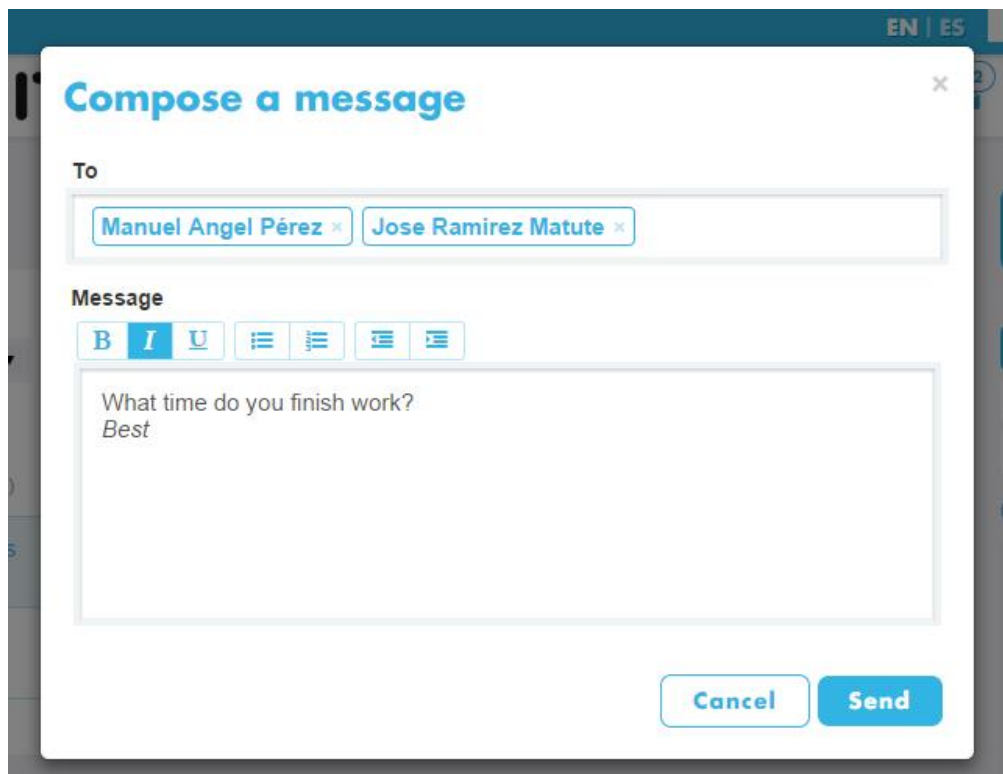 EN | ES
2
Compose a message
×
To
Manuel Angel Pérez × Jose Ramirez Matute ×
Message
B I U
What time do you finish work?
Best
Cancel Send